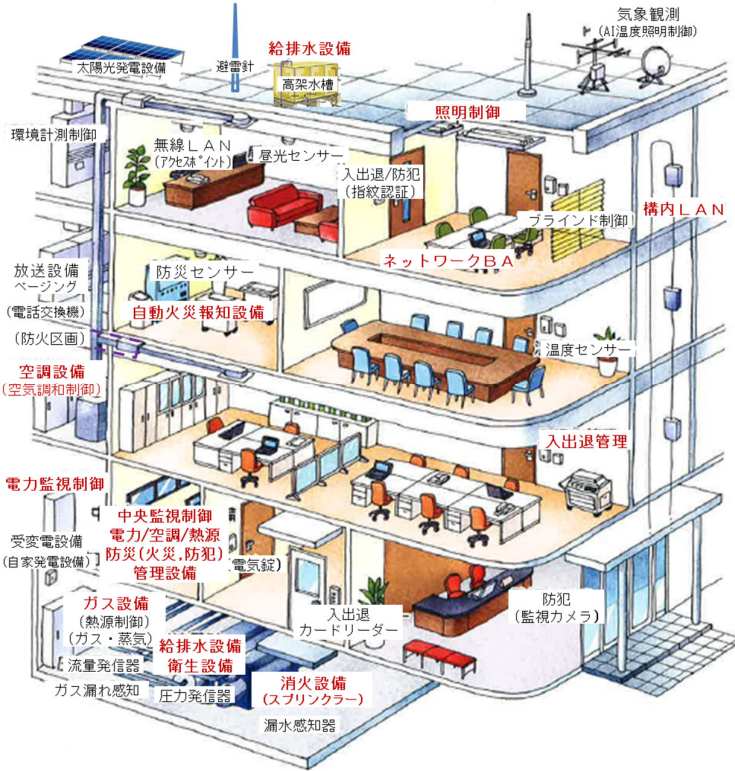 気象観測
(AI温度照明制御)
給排水設備
太陽光発電設備
避雷針
高架水槽
照明制御
環境計測制御
無線LAN
(アクセスポイント)
昼光センサー
入出退/防犯
(指紋認証)
ブラインド制御
構内LAN
ネットワークBA
放送設備
ページング
(電話交換機)
(防火区画)
防災センサー
自動火災報知設備
温度センサー
空調設備
(空気調和制御)
入出退管理
電力監視制御
中央監視制御
電力/空調/熱源
防災(火災,防犯)
管理設備
受変電設備
(自家発電設備)
電気錠)
ガス設備
(熱源制御)
(ガス・蒸気)
流量発信器
ガス漏れ感知
給排水設備
衛生設備
圧力発信器
入出退
カードリーダー
防犯
(監視カメラ)
消火設備
(スプリンクラー)
漏水感知器